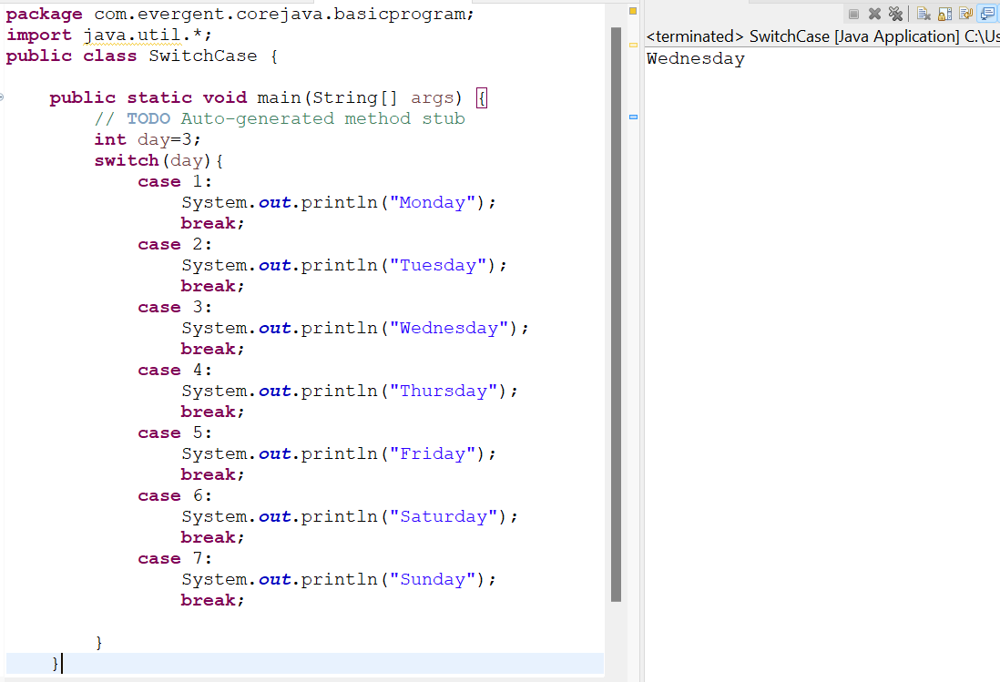 package com.evergent.corejava.basicprogram;
import java.util.*;
public class SwitchCase {
public static void main(String[] args) {
// TODO Auto-generated method stub
int day=3;
switch(day){
case 1:
System.out.println("Monday");
break;
case 2:
System.out.println("Tuesday");
break;
case 3:
System.out.println("Wednesday");
break;
case 4:
System.out.println("Thursday");
break;
case 5:
System.out.println("Friday");
break;
case 6:
System.out.println("Saturday");
break;
case 7:
System.out.println("Sunday");
break;
}
}
<terminated> SwitchCase [Java Application] C:\Us
Wednesday